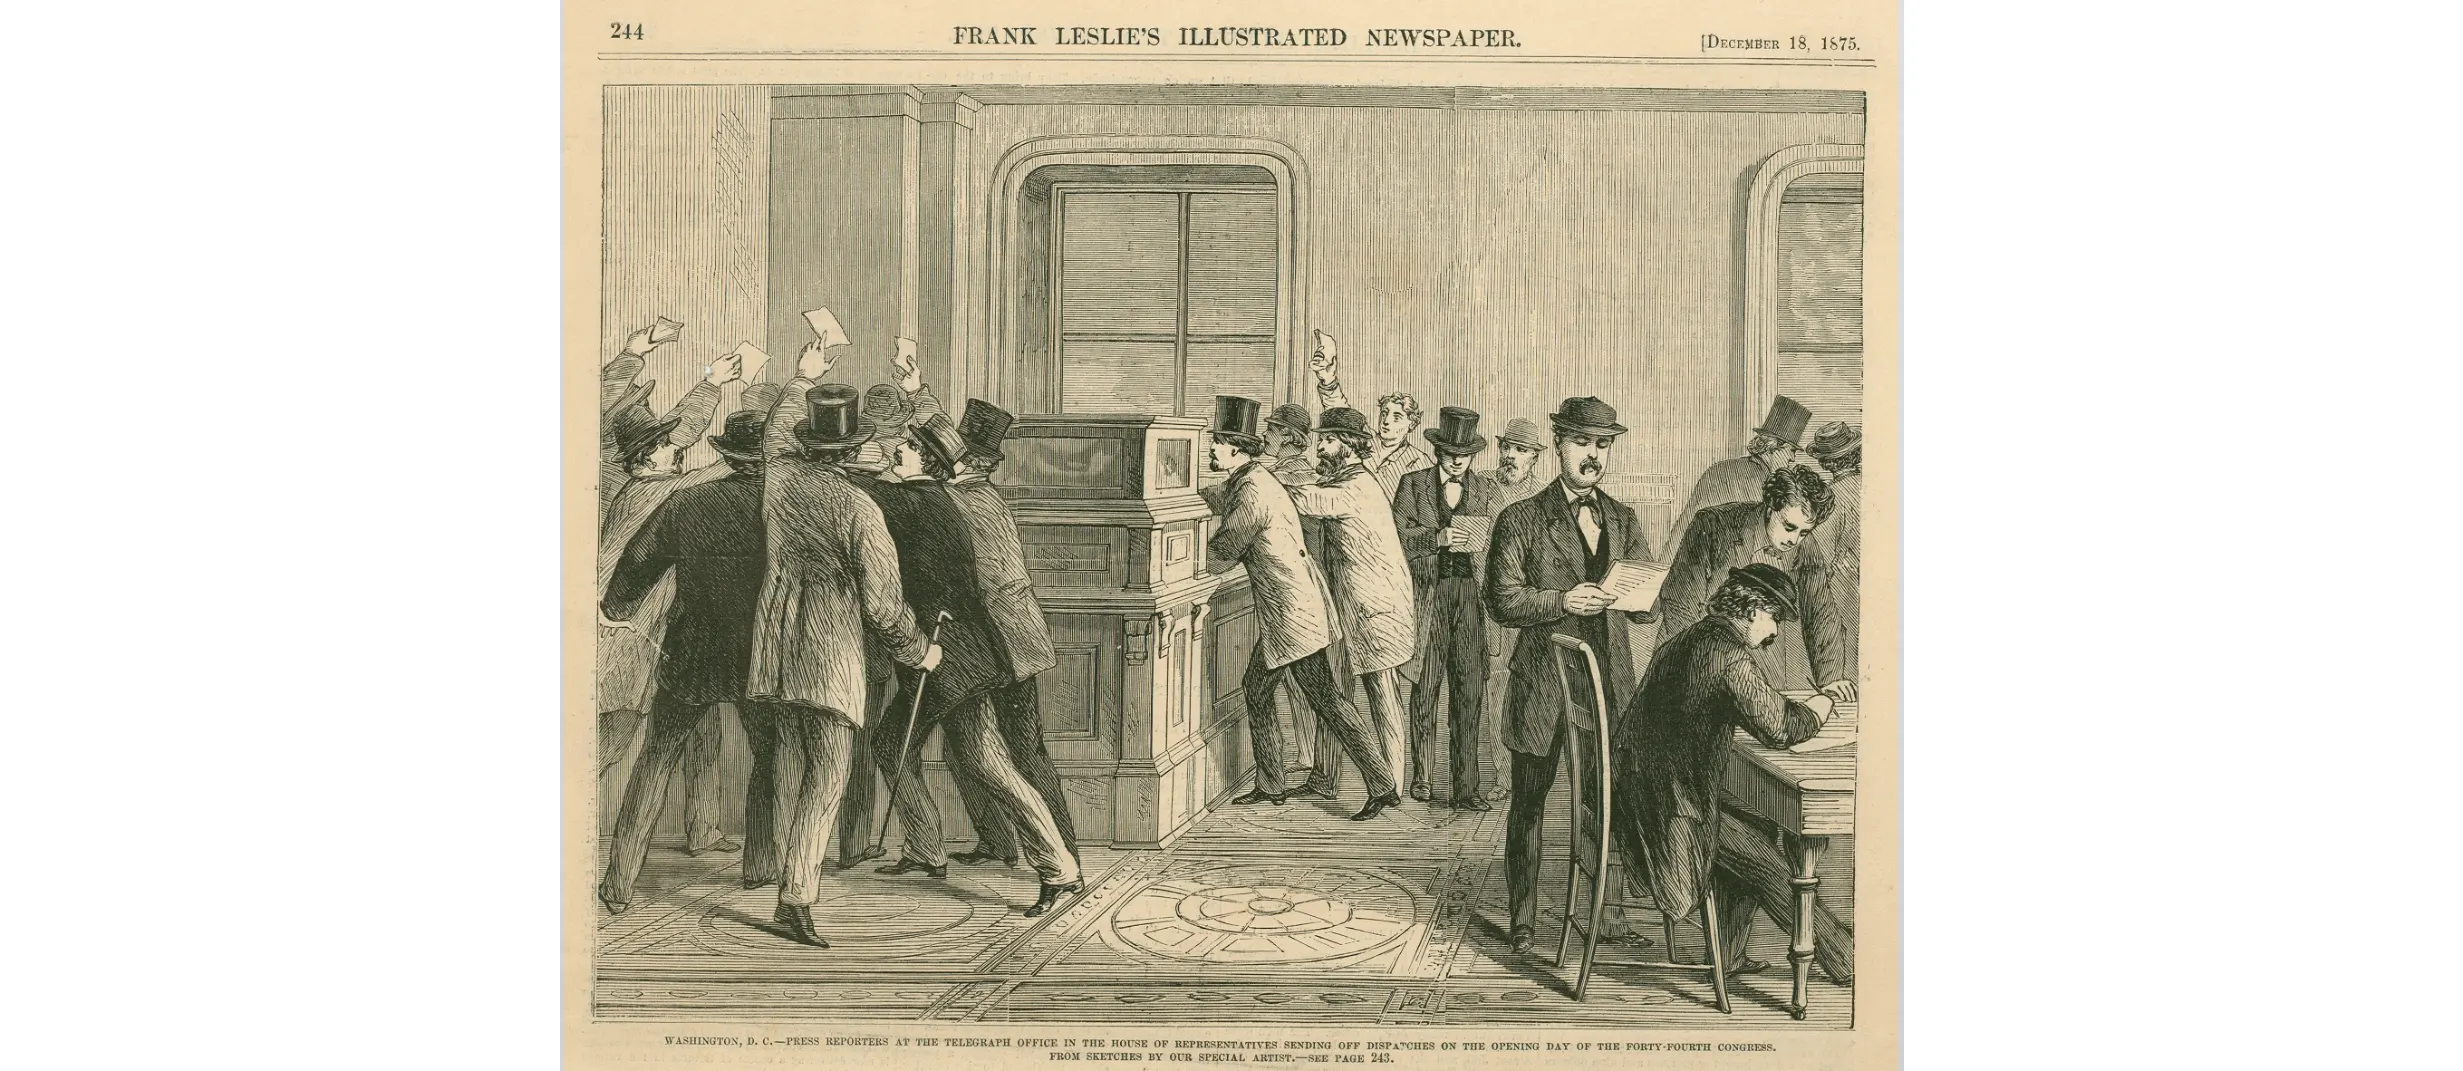 244
FRANK LESLIE'S ILLUSTRATED NEWSPAPER.
[DECEMBER 18, 1875.
WASHINGTON, D. C.—PRESS REPORTERS AT THE TELEGRAPH OFFICE IN THE HOUSE OF REPRESENTATIVES SENDING OFF DISPATCHES ON THE OPENING DAY OF THE FORTY-FOURTH CONGRESS.
FROM SKETCHES BY OUR SPECIAL ARTIST.—SEE PAGE 243.